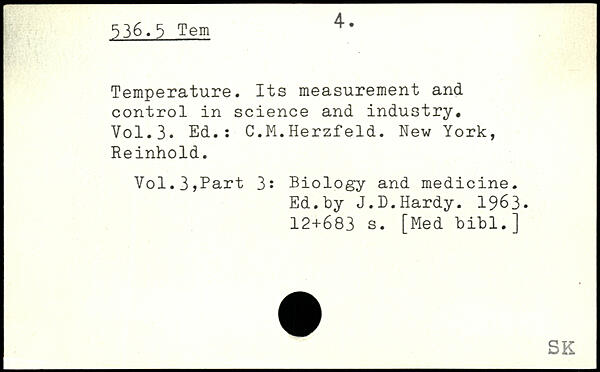 536.5 Tem
4.
Temperature. Its measurement and
control in science and industry.
Vol.3. Ed.: C.M.Herzfeld. New York,
Reinhold.
Vol.3,Part 3: Biology and medicine.
Ed.by J.D.Hardy. 1963.
12+683 s. [Med bibl.]
SK